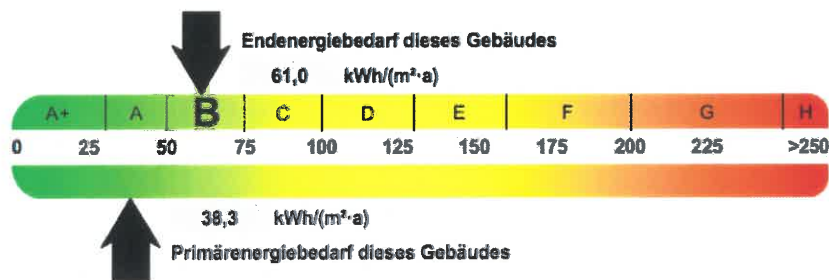 Endenergiebedarf dieses Gebäudes
61,0 kWh/(m²·a)
A+ A B C D E F G H
0 25 50 75 100 125 150 175 200 225 >250
38,3 kWh/(m²·a)
Primärenergiebedarf dieses Gebäudes